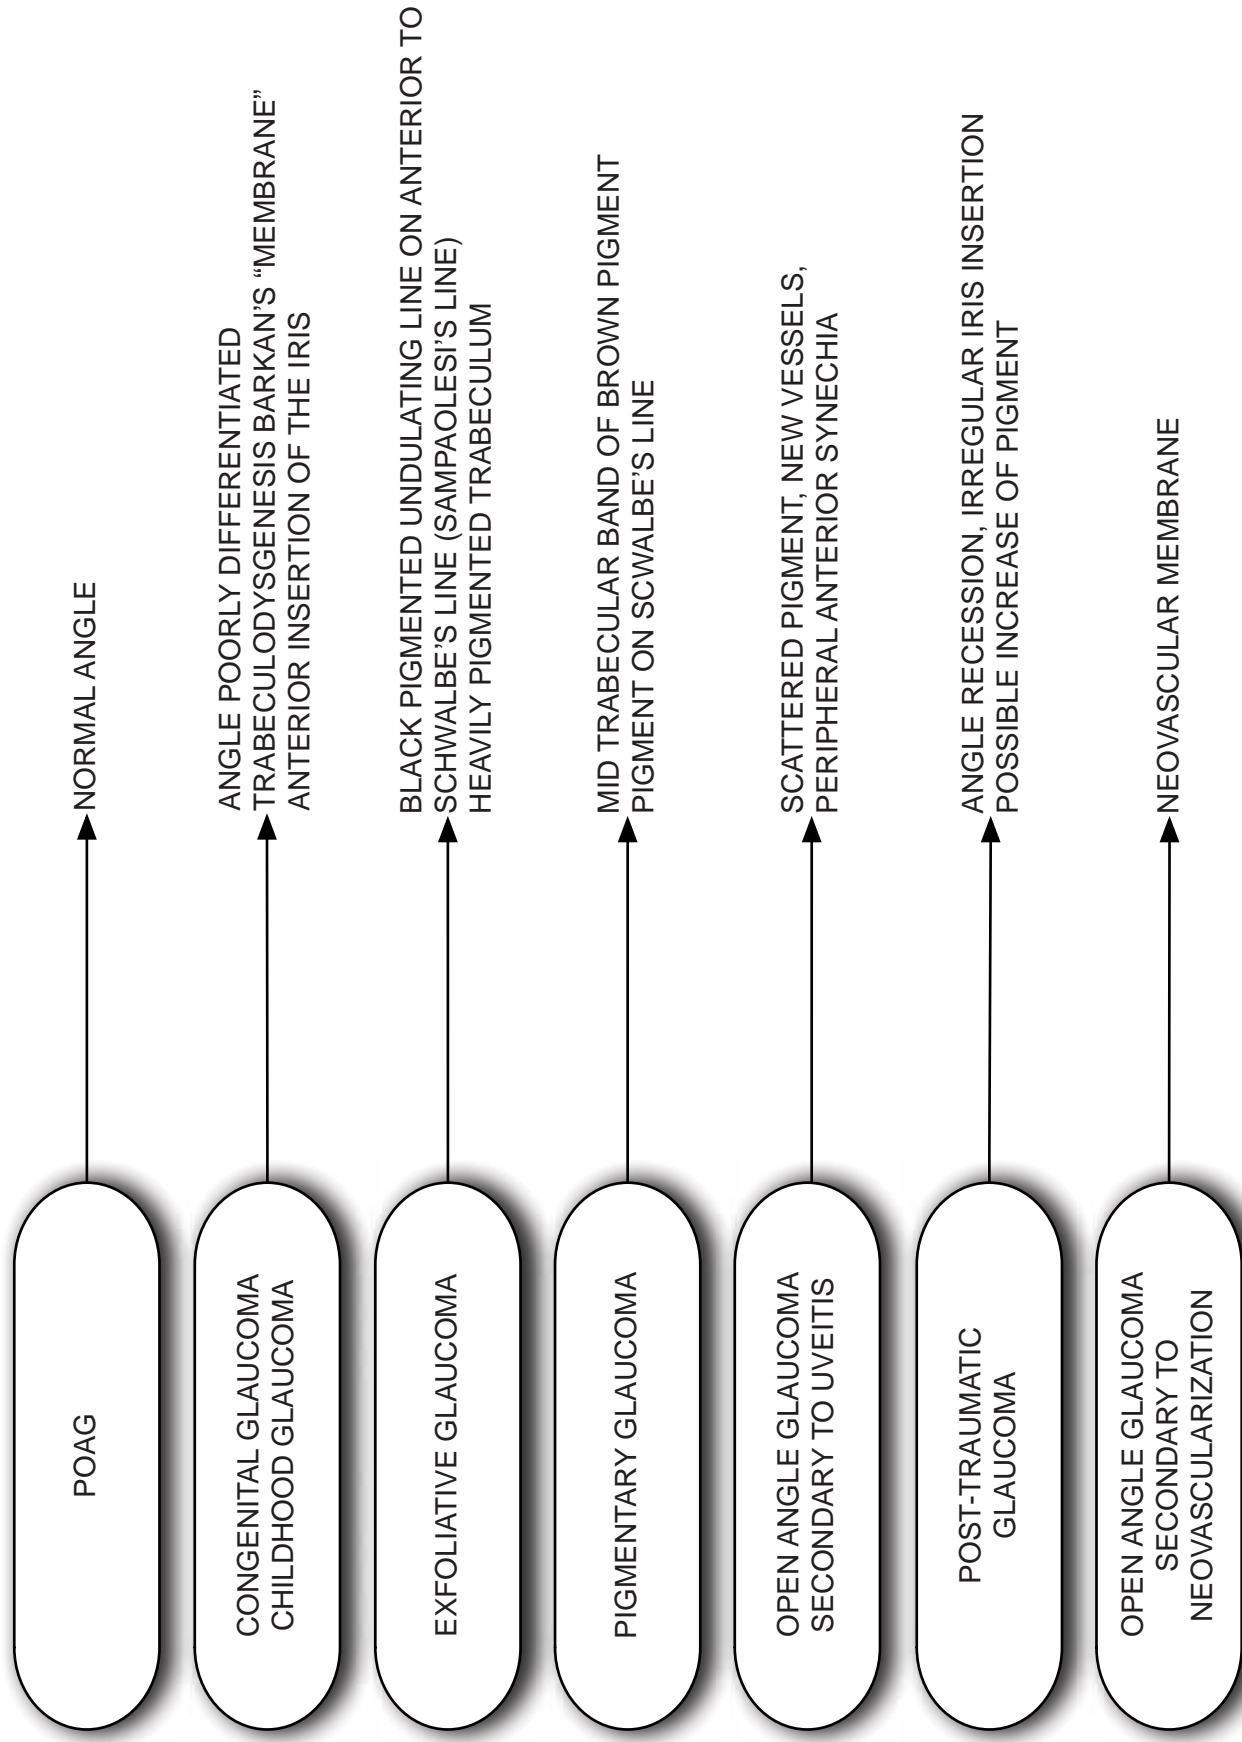 POAG
NORMAL ANGLE
CONGENITAL GLAUCOMA
CHILDHOOD GLAUCOMA
ANGLE POORLY DIFFERENTIATED
TRABECULODYSGENESIS BARKAN'S “MEMBRANE”
ANTERIOR INSERTION OF THE IRIS
EXFOLIATIVE GLAUCOMA
BLACK PIGMENTED UNDULATING LINE ON ANTERIOR TO
SCHWALBE'S LINE (SAMPAOLESI'S LINE)
HEAVILY PIGMENTED TRABECULUM
PIGMENTARY GLAUCOMA
MID TRABECULAR BAND OF BROWN PIGMENT
PIGMENT ON SCWALBE'S LINE
OPEN ANGLE GLAUCOMA
SECONDARY TO UVEITIS
SCATTERED PIGMENT, NEW VESSELS,
PERIPHERAL ANTERIOR SYNECHIA
POST-TRAUMATIC
GLAUCOMA
ANGLE RECESSION, IRREGULAR IRIS INSERTION
POSSIBLE INCREASE OF PIGMENT
OPEN ANGLE GLAUCOMA
SECONDARY TO
NEOVASCULARIZATION
NEOVASCULAR MEMBRANE